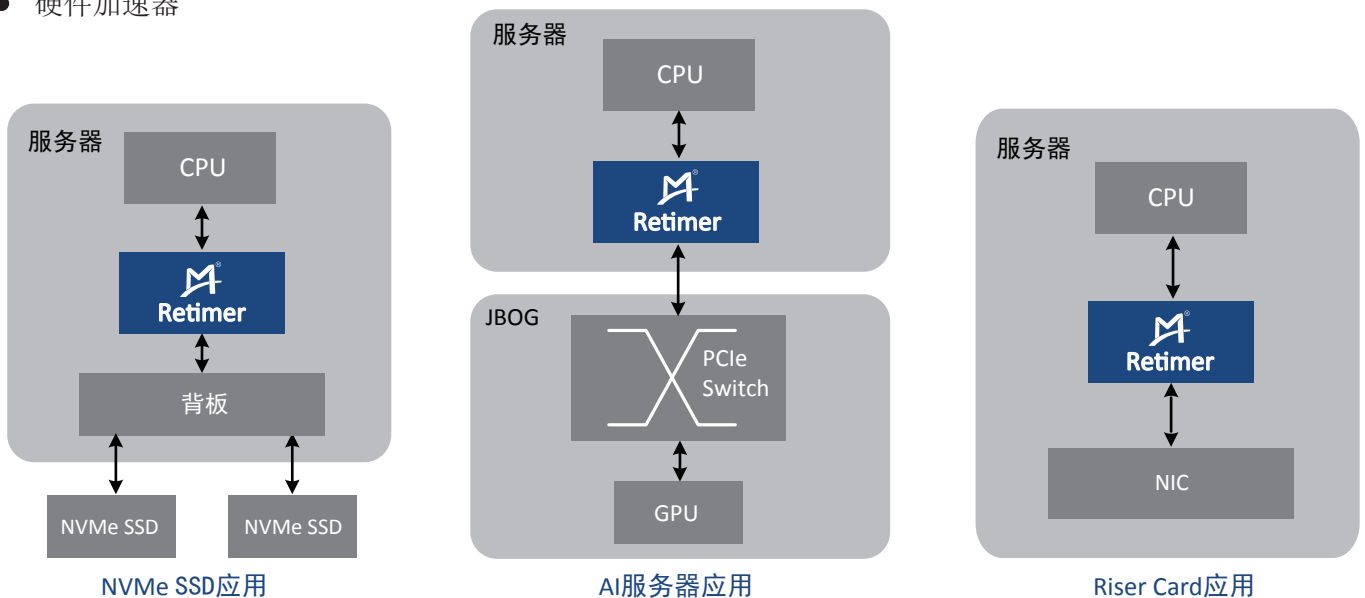 ● 硬件加速器
服务器
CPU
Retimer
背板
NVMe SSD
NVMe SSD
NVMe SSD应用
服务器
CPU
Retimer
JBOG
PCIe
Switch
GPU
AI服务器应用
服务器
CPU
Retimer
NIC
Riser Card应用